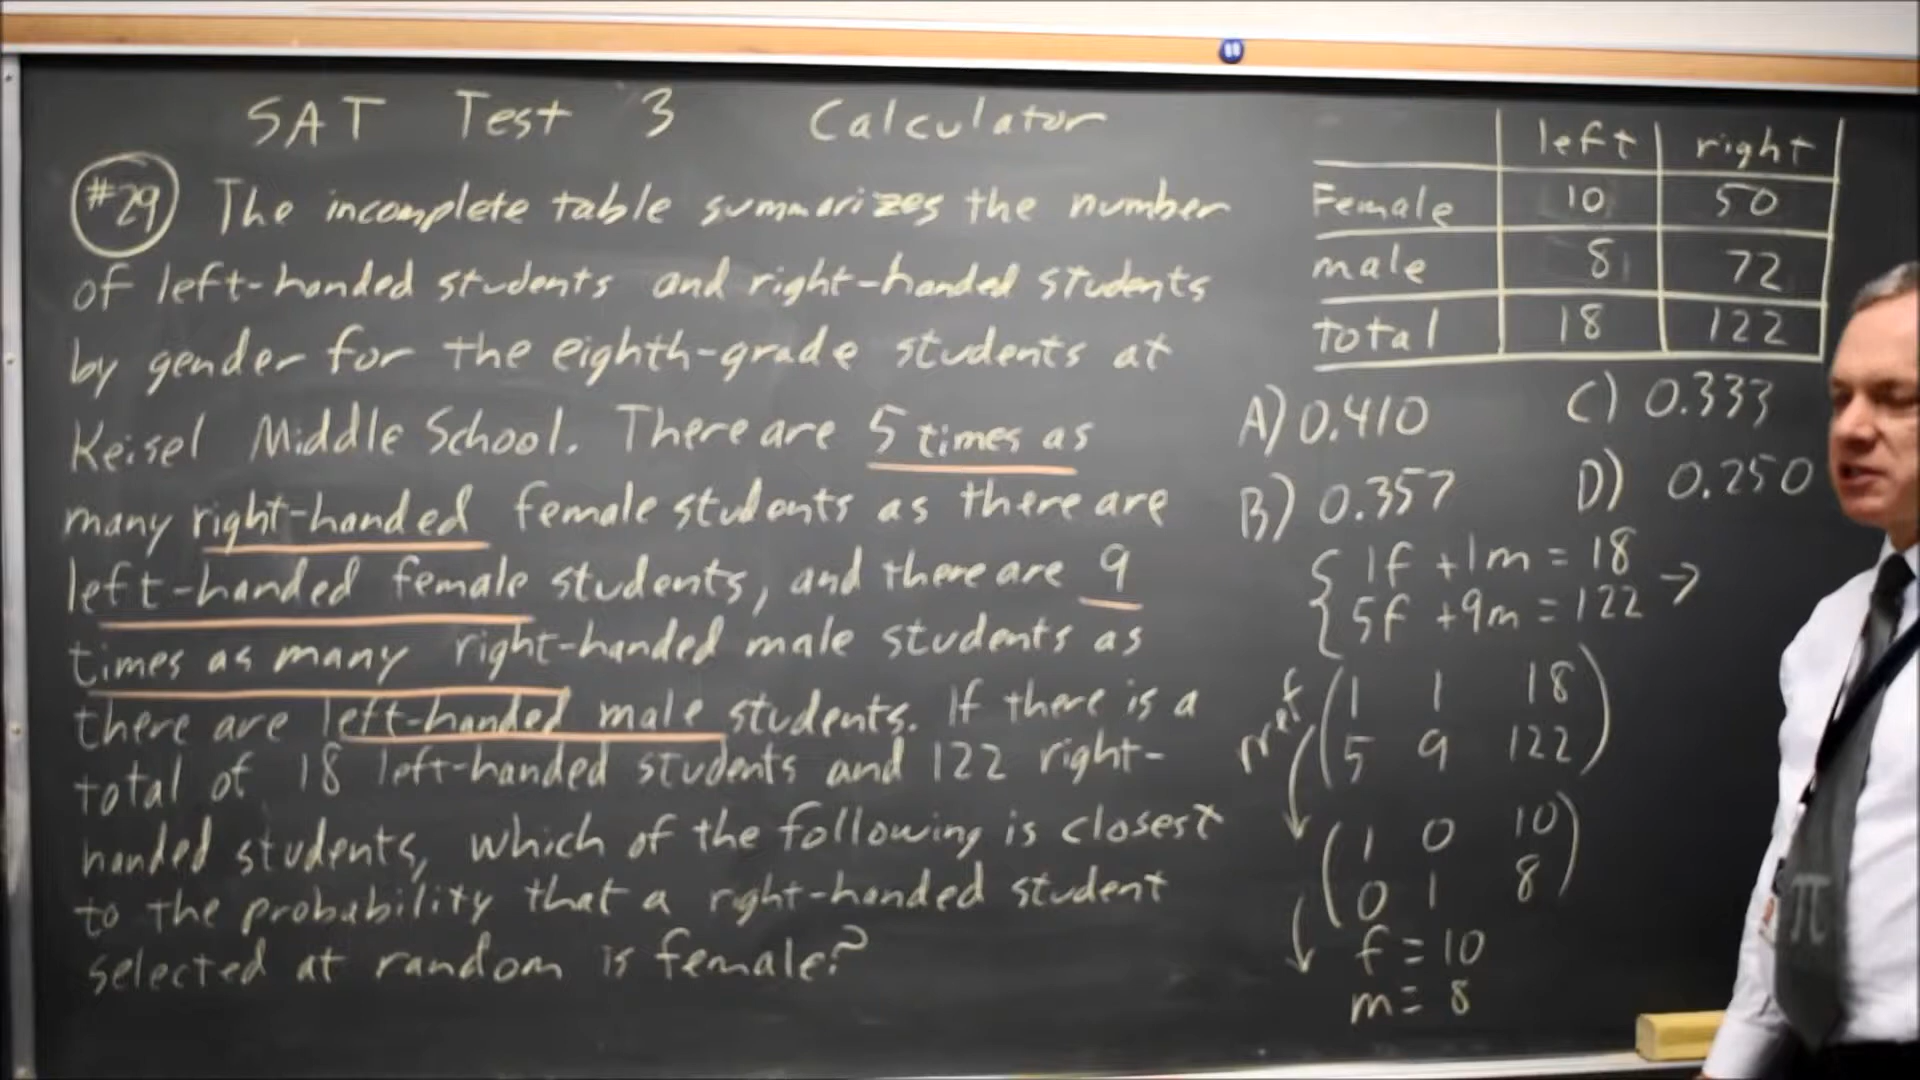 SAT Test 3 Calculator
#29 The incomplete table summarizes the number
of left-handed students and right-handed students
by gender for the eighth-grade students at
Keisel Middle School. There are 5 times as
many right-handed female students as there are
left-handed female students, and there are 9
times as many right-handed male students as
there are left-handed male students. If there is a
total of 18 left-handed students and 122 right-
handed students, which of the following is closest
to the probability that a right-handed student
selected at random is female?
left right
Female 10 50
male 8 72
total 18 122
A) 0.410 C) 0.333
B) 0.357 D) 0.250
1f + 1m = 18
5f + 9m = 122 →
rref
1 1 18
5 9 122
1 0 10
0 1 8
f = 10
m = 8
π